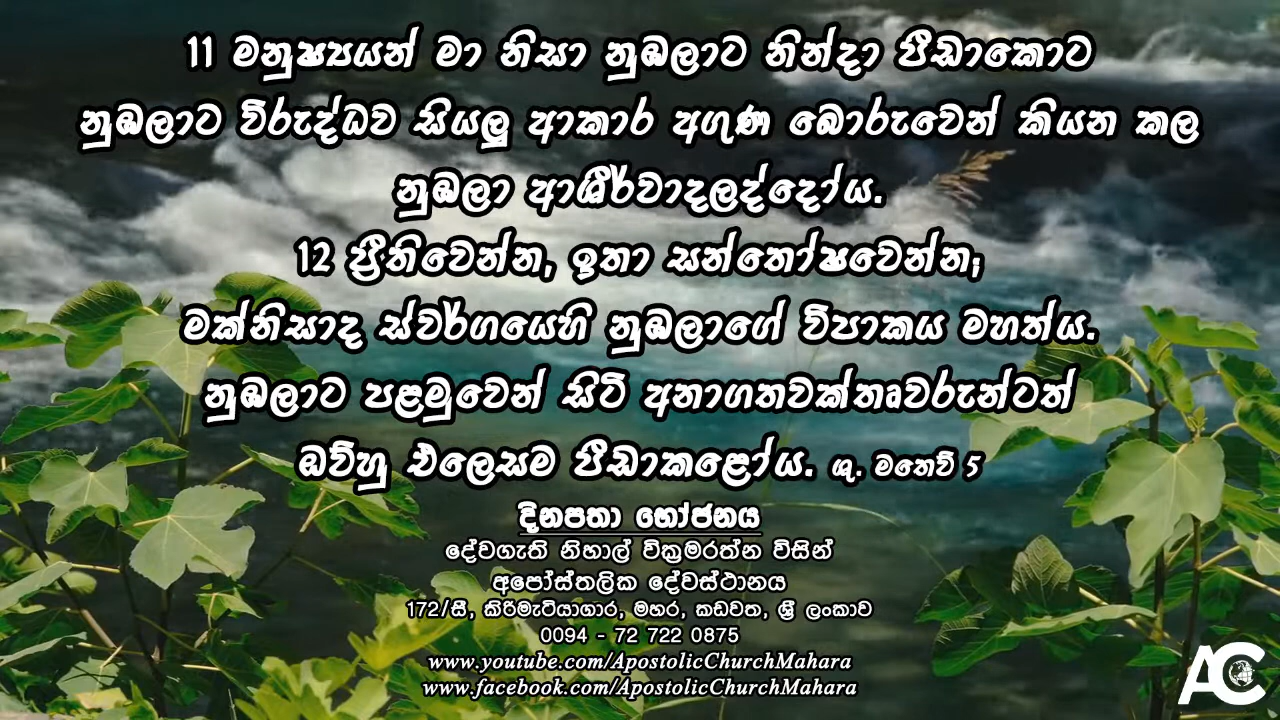 11 මනුෂ්‍යයන් මා නිසා නුඹලාට නින්දා පීඩාකොට
නුඹලාට විරුද්ධව සියලු ආකාර අගුණ බොරුවෙන් කියන කල
නුඹලා ආශීර්වාදලද්දෝය.
12 ප්‍රීතිවෙන්න, ඉතා සන්තෝෂවෙන්න;
මක්නිසාද ස්වර්ගයෙහි නුඹලාගේ විපාකය මහත්ය.
නුඹලාට පළමුවෙන් සිටි අනාගතවක්තෘවරුන්ටත්
ඔව්හු එලෙසම පීඩාකළෝය. ශු. මතෙව් 5
දිනපතා භෝජනය
දේවගැති නිහාල් වික්‍රමරත්න විසින්
අපෝස්තලික දේවස්ථානය
172/සී, කිරිමැටියාගාර, මහර, කඩවත, ශ්‍රී ලංකාව
0094 - 72 722 0875
www.youtube.com/ApostolicChurchMahara
www.facebook.com/ApostolicChurchMahara
AC